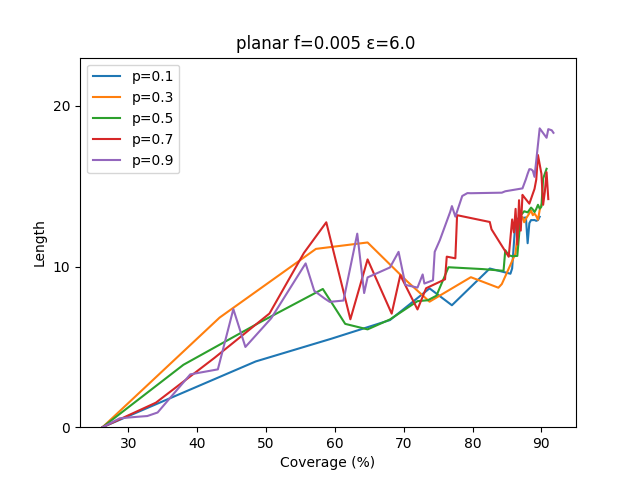 planar f=0.005 ε=6.0
p=0.1
p=0.3
p=0.5
p=0.7
p=0.9
20
10
0
Length
30 40 50 60 70 80 90
Coverage (%)